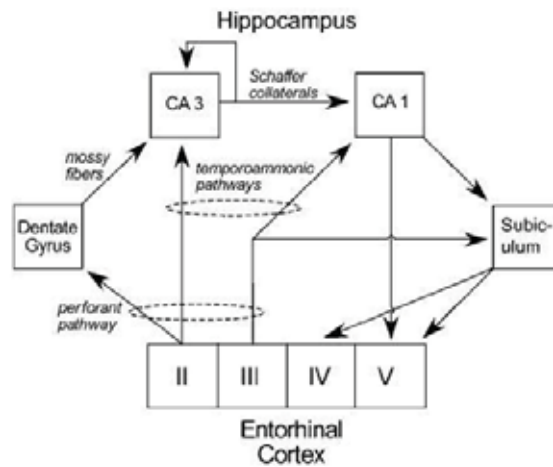 Hippocampus
Schaffer
collaterals
CA 3
CA 1
mossy
fibers
temporoammonic
pathways
Dentate
Gyrus
Subic-
ulum
perforant
pathway
II
III
IV
V
Entorhinal
Cortex